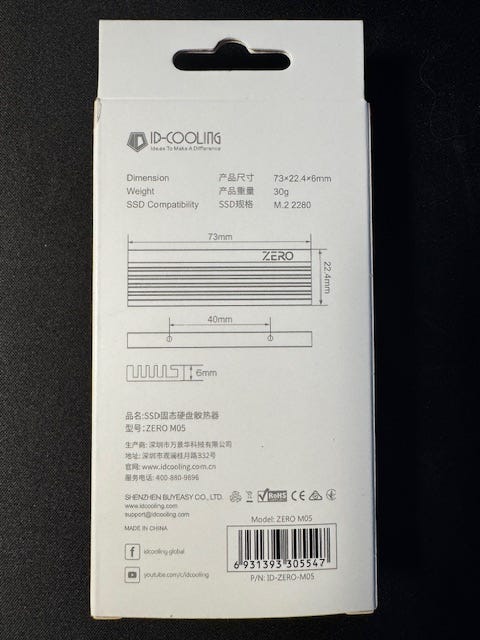 ID-COOLING
Ideas To Make A Difference
Dimension 产品尺寸 73×22.4×6mm
Weight 产品重量 30g
SSD Compatibility SSD规格 M.2 2280
73mm
ZERO
22.4mm
40mm
6mm
品名:SSD固态硬盘散热器
型号:ZERO M05
生产商: 深圳市万景华科技有限公司
地址: 深圳市观澜桂月路332号
官网: www.idcooling.com.cn
服务电话: 400-880-9896
SHENZHEN BUYEASY CO., LTD.
www.idcooling.com
support@idcooling.com
RoHS CE
MADE IN CHINA
Model: ZERO M05
idcooling.global
6 931393 305547
youtube.com/c/idcooling
P/N: ID-ZERO-M05